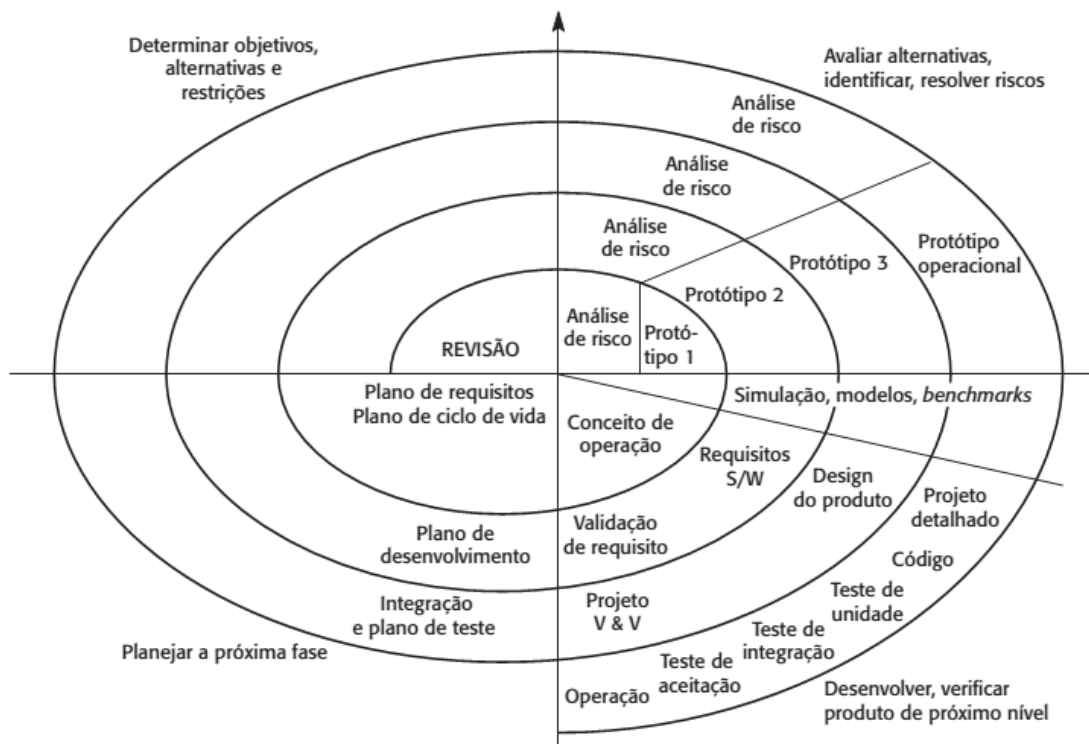 Determinar objetivos,
alternativas e
restrições
Avaliar alternativas,
identificar, resolver riscos
Análise
de risco
Análise
de risco
Análise
de risco
Protótipo
operacional
Protótipo 3
Protótipo 2
Análise
de risco
Protó-
tipo 1
REVISÃO
Plano de requisitos
Plano de ciclo de vida
Simulação, modelos, benchmarks
Conceito de
operação
Requisitos
S/W
Design
do produto
Projeto
detalhado
Código
Teste de
unidade
Teste de
integração
Teste de
aceitação
Operação
Plano de
desenvolvimento
Validação
de requisito
Integração
e plano de teste
Projeto
V & V
Planejar a próxima fase
Desenvolver, verificar
produto de próximo nível